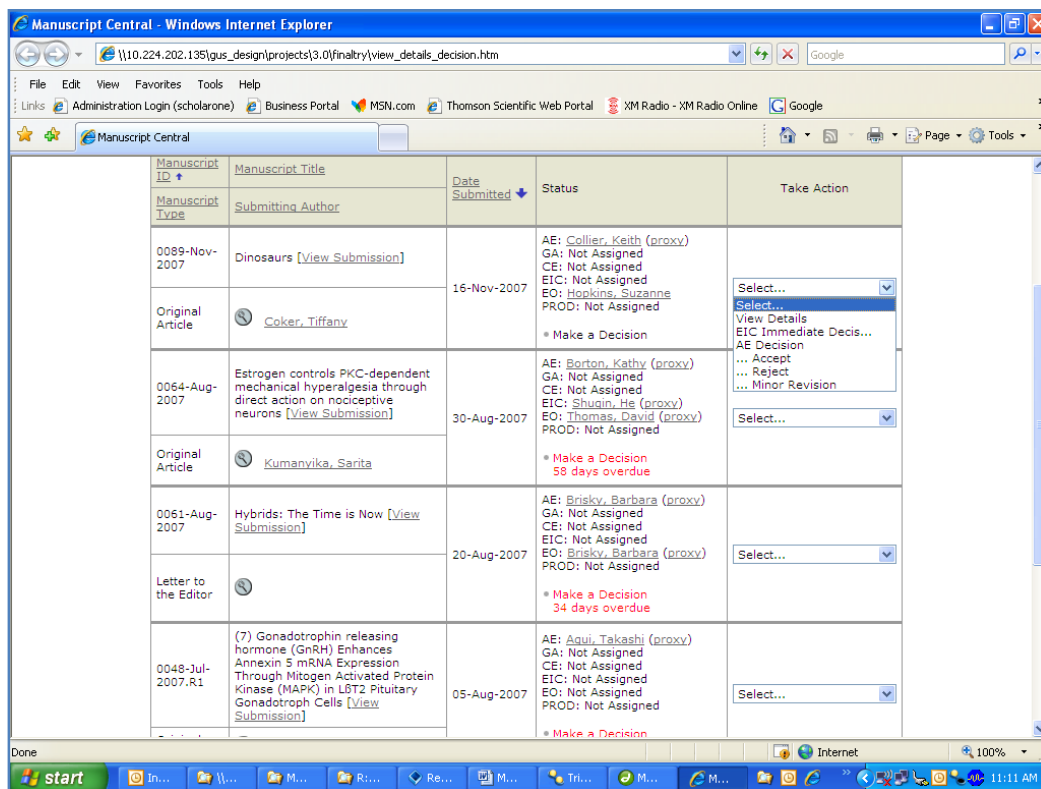 Manuscript Central - Windows Internet Explorer
\\10.224.202.135\gus_design\projects\3.0\finaltry\view_details_decision.htm
Google
File Edit View Favorites Tools Help
Links Administration Login (scholarone) Business Portal MSN.com Thomson Scientific Web Portal XM Radio - XM Radio Online Google
Manuscript Central
Page Tools
Manuscript ID
Manuscript Title
Manuscript Type
Submitting Author
Date Submitted
Status
Take Action
0089-Nov-
2007
Dinosaurs [View Submission]
Original
Article
Coker, Tiffany
16-Nov-2007
AE: Collier, Keith (proxy)
GA: Not Assigned
CE: Not Assigned
EIC: Not Assigned
EO: Hopkins, Suzanne
PROD: Not Assigned
Make a Decision
Select...
Select...
View Details
EIC Immediate Decis...
AE Decision
... Accept
... Reject
... Minor Revision
0064-Aug-
2007
Estrogen controls PKC-dependent
mechanical hyperalgesia through
direct action on nociceptive
neurons [View Submission]
Original
Article
Kumanyika, Sarita
30-Aug-2007
AE: Borton, Kathy (proxy)
GA: Not Assigned
CE: Not Assigned
EIC: Shuqin, He (proxy)
EO: Thomas, David (proxy)
PROD: Not Assigned
Make a Decision
58 days overdue
Select...
0061-Aug-
2007
Hybrids: The Time is Now [View
Submission]
Letter to
the Editor
20-Aug-2007
AE: Brisky, Barbara (proxy)
GA: Not Assigned
CE: Not Assigned
EIC: Not Assigned
EO: Brisky, Barbara (proxy)
PROD: Not Assigned
Make a Decision
34 days overdue
Select...
0048-Jul-
2007.R1
(7) Gonadotrophin releasing
hormone (GnRH) Enhances
Annexin 5 mRNA Expression
Through Mitogen Activated Protein
Kinase (MAPK) in LßT2 Pituitary
Gonadotroph Cells [View
Submission]
05-Aug-2007
AE: Aqui, Takashi (proxy)
GA: Not Assigned
CE: Not Assigned
EIC: Not Assigned
EO: Not Assigned
PROD: Not Assigned
Make a Decision
Select...
Done
Internet
100%
start
In...
\\...
M...
R:...
Re...
M...
Tri...
M...
M...
11:11 AM